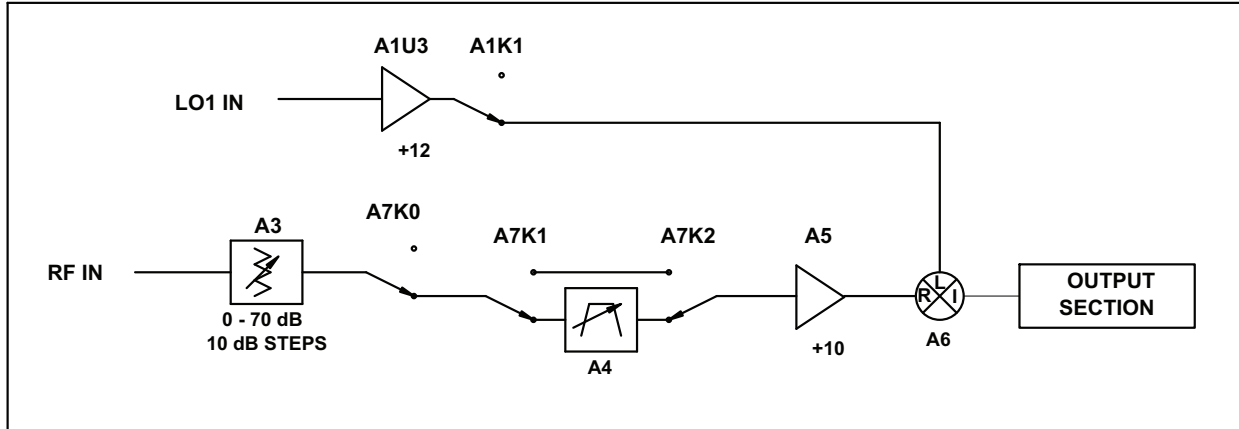 A1U3
A1K1
LO1 IN
+12
A7K0
A3
A7K1
A7K2
A5
RF IN
0 - 70 dB
10 dB STEPS
A4
+10
R
L
I
A6
OUTPUT
SECTION